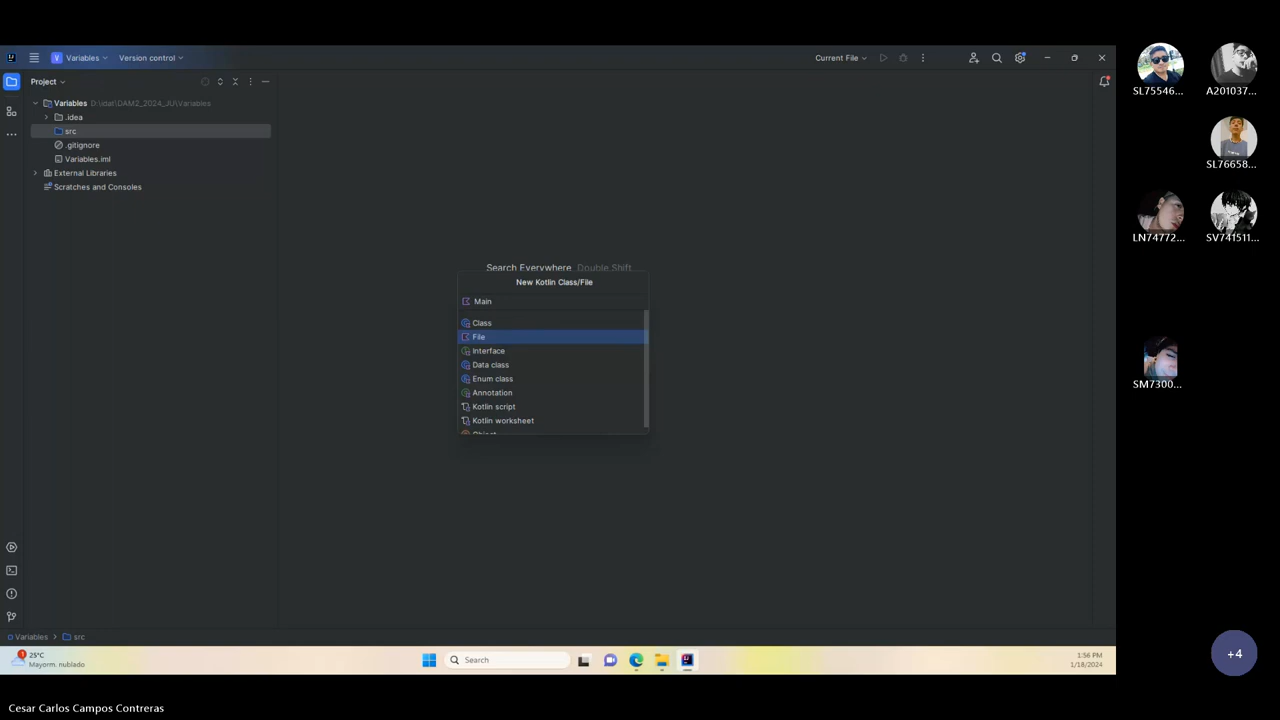 V Variables
Version control
Current File
Project
Variables D:\idat\DAM2_2024_JU\Variables
.idea
src
.gitignore
Variables.iml
External Libraries
Scratches and Consoles
Search Everywhere Double Shift
New Kotlin Class/File
Main
Class
File
Interface
Data class
Enum class
Annotation
Kotlin script
Kotlin worksheet
Object
Variables
src
1
25°C
Mayorm. nublado
Search
1:56 PM
1/18/2024
SL75546...
A201037...
SL76658...
LN74772...
SV741511...
SM7300...
+4
Cesar Carlos Campos Contreras